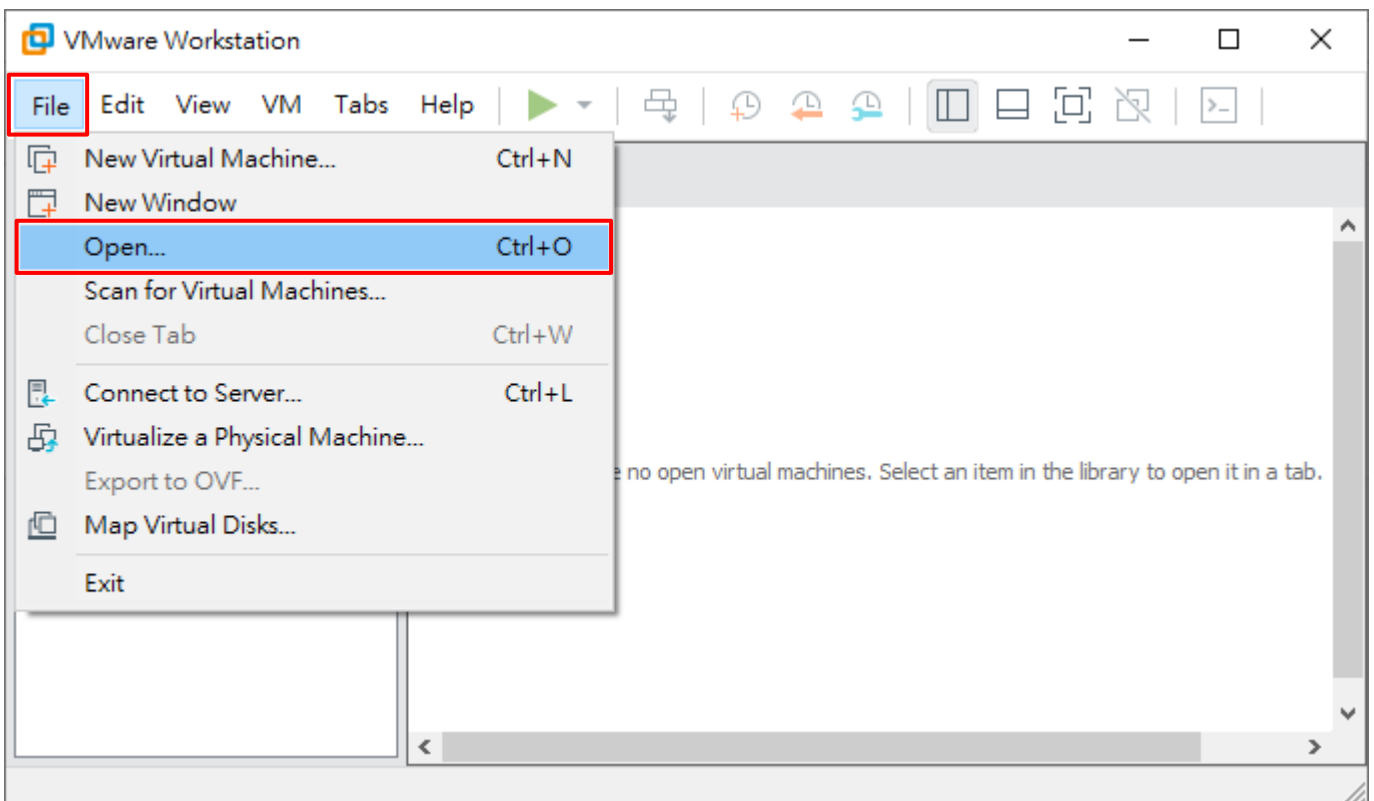 VMware Workstation
File Edit View VM Tabs Help
New Virtual Machine... Ctrl+N
New Window
Open... Ctrl+O
Scan for Virtual Machines...
Close Tab Ctrl+W
Connect to Server... Ctrl+L
Virtualize a Physical Machine...
no open virtual machines. Select an item in the library to open it in a tab.
Export to OVF...
Map Virtual Disks...
Exit